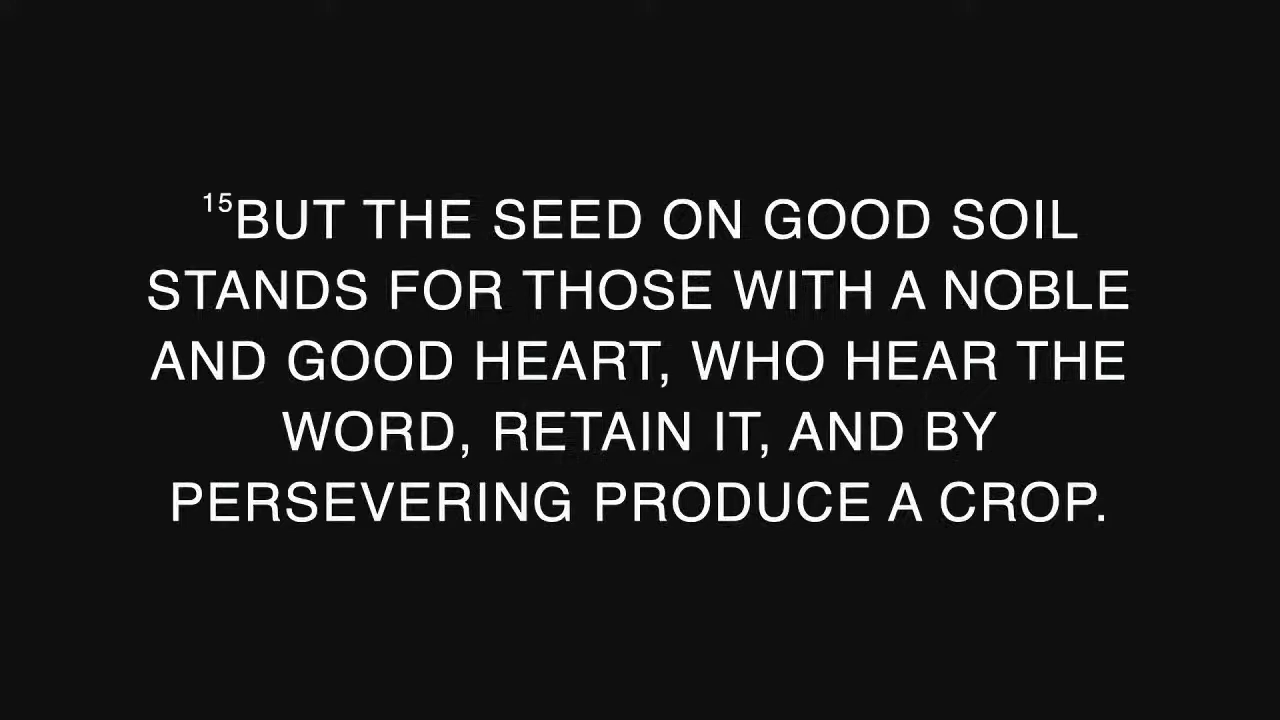 ¹⁵BUT THE SEED ON GOOD SOIL
STANDS FOR THOSE WITH A NOBLE
AND GOOD HEART, WHO HEAR THE
WORD, RETAIN IT, AND BY
PERSEVERING PRODUCE A CROP.